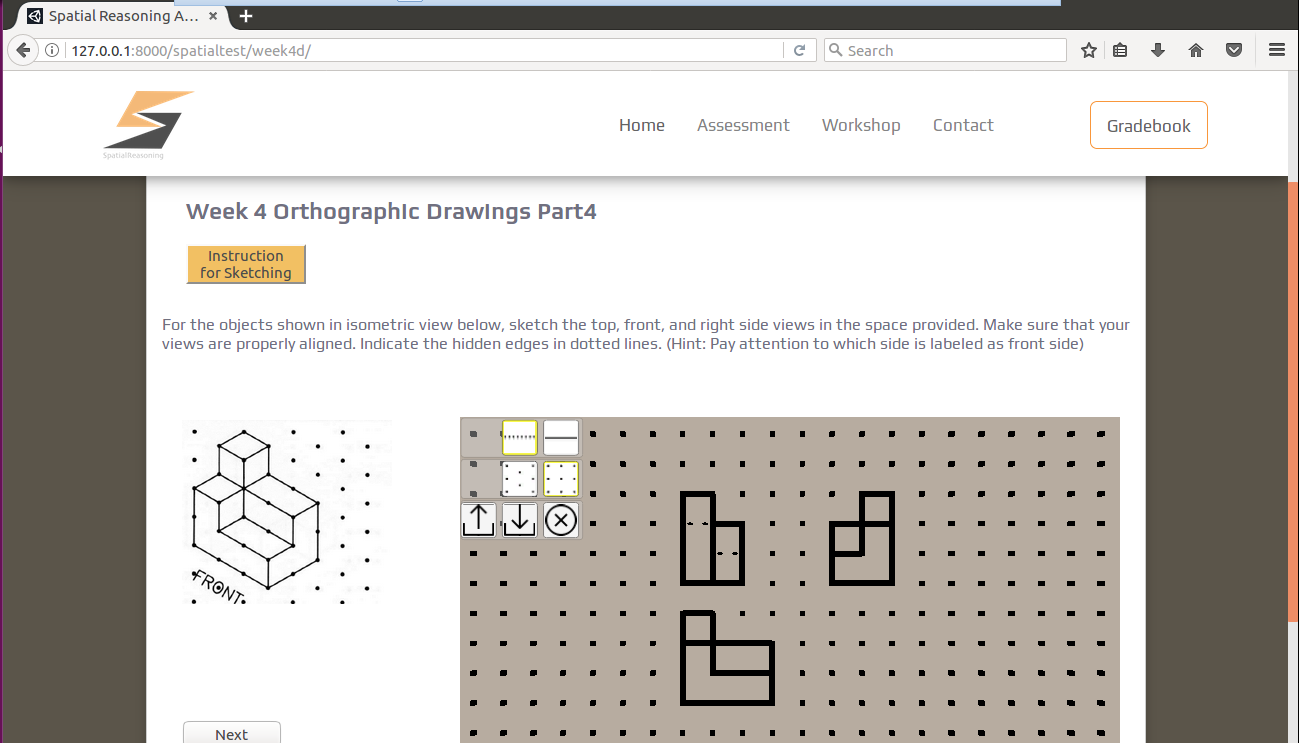 Spatial Reasoning A...
127.0.0.1:8000/spatialtest/week4d/
Search
SpatialReasoning
Home
Assessment
Workshop
Contact
Gradebook
Week 4 Orthographic Drawings Part4
Instruction
for Sketching
For the objects shown in isometric view below, sketch the top, front, and right side views in the space provided. Make sure that your
views are properly aligned. Indicate the hidden edges in dotted lines. (Hint: Pay attention to which side is labeled as front side)
FRONT
Next